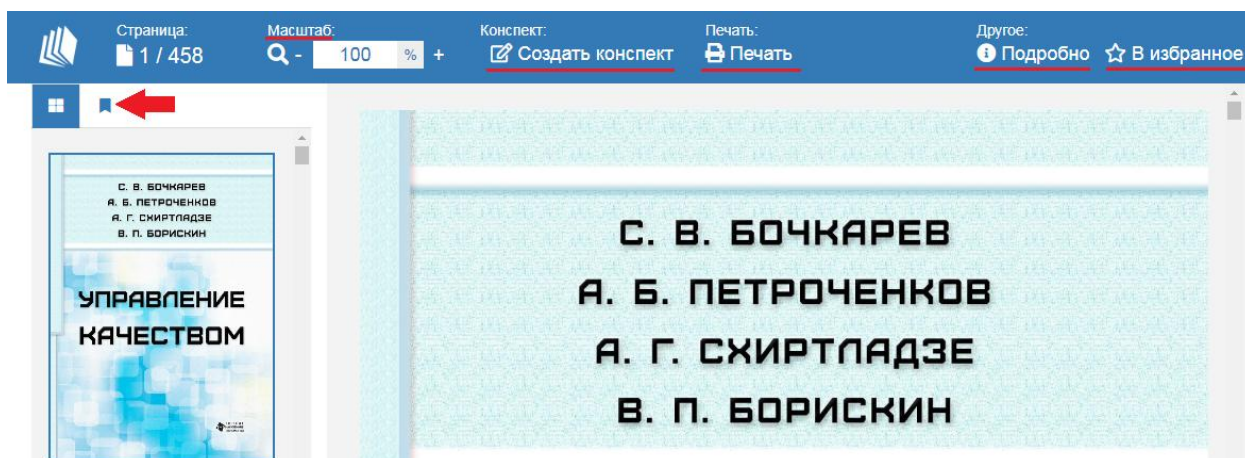 Страница:
1 / 458
Масштаб:
- 100 % +
Конспект:
Создать конспект
Печать:
Печать
Другое:
Подробно
В избранное
С. В. БОЧКАРЕВ
А. Б. ПЕТРОЧЕНКОВ
А. Г. СХИРТЛАДЗЕ
В. П. БОРИСКИН
УПРАВЛЕНИЕ
КАЧЕСТВОМ
С. В. БОЧКАРЕВ
А. Б. ПЕТРОЧЕНКОВ
А. Г. СХИРТЛАДЗЕ
В. П. БОРИСКИН